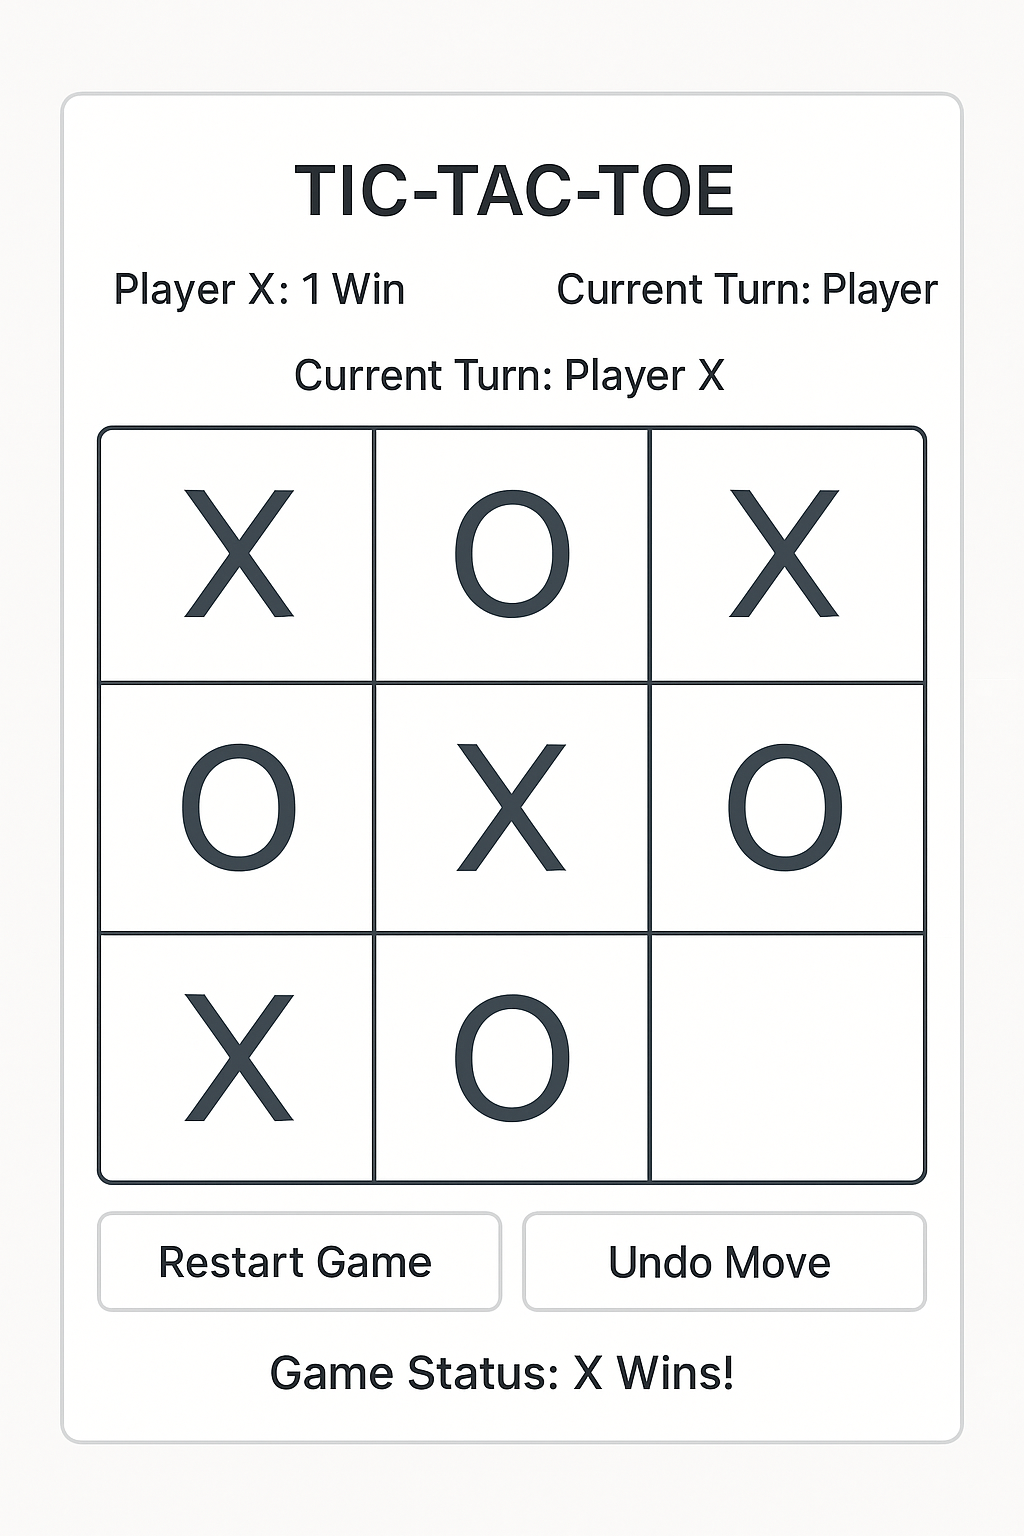 TIC-TAC-TOE
Player X: 1 Win Current Turn: Player
Current Turn: Player X
X O X
O X O
X O
Restart Game Undo Move
Game Status: X Wins!